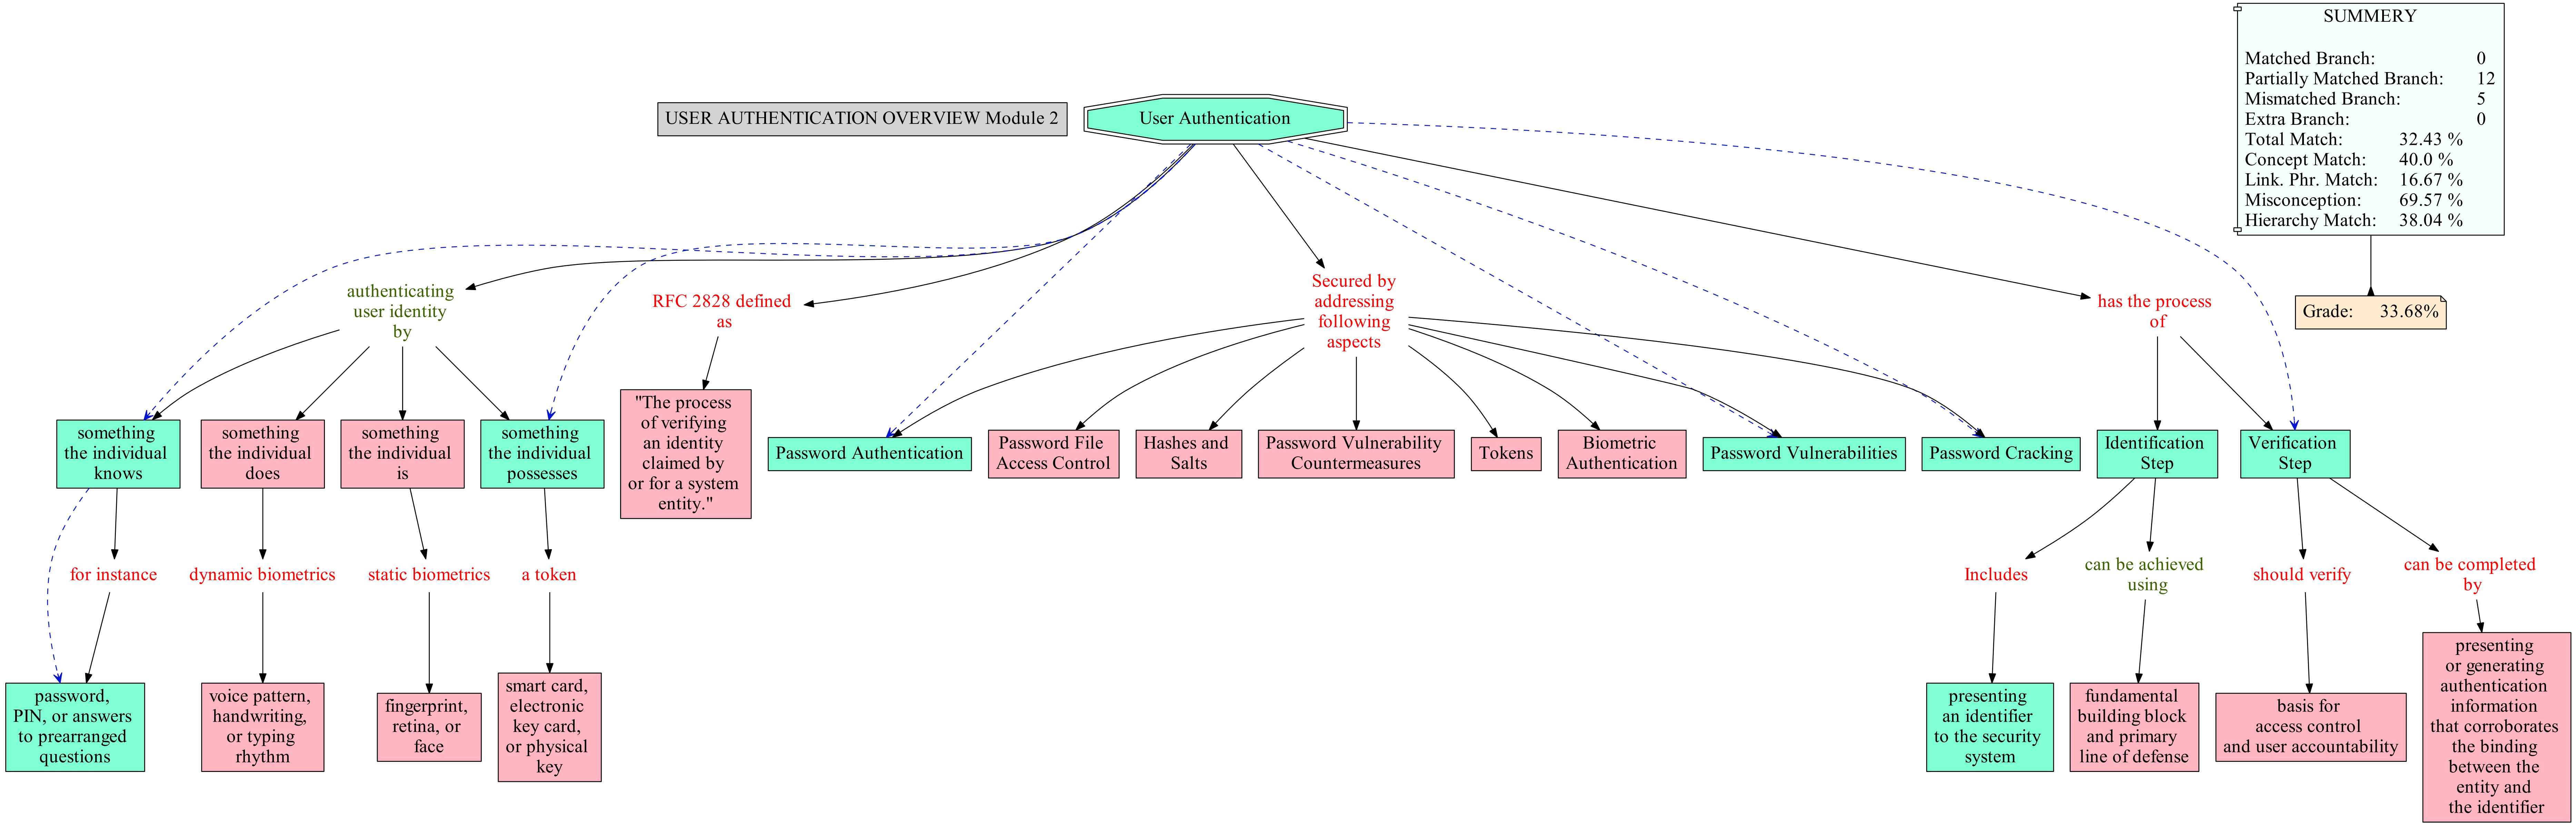 SUMMERY
Matched Branch: 0
Partially Matched Branch: 12
Mismatched Branch: 5
Extra Branch: 0
Total Match: 32.43 %
Concept Match: 40.0 %
Link. Phr. Match: 16.67 %
Misconception: 69.57 %
Hierarchy Match: 38.04 %
Grade: 33.68%
USER AUTHENTICATION OVERVIEW Module 2
User Authentication
authenticating
user identity
by
RFC 2828 defined
as
Secured by
addressing
following
aspects
has the process
of
something
the individual
knows
something
the individual
does
something
the individual
is
something
the individual
possesses
"The process
of verifying
an identity
claimed by
or for a system
entity."
Password Authentication
Password File
Access Control
Hashes and
Salts
Password Vulnerability
Countermeasures
Tokens
Biometric
Authentication
Password Vulnerabilities
Password Cracking
Identification
Step
Verification
Step
for instance
dynamic biometrics
static biometrics
a token
Includes
can be achieved
using
should verify
can be completed
by
password,
PIN, or answers
to prearranged
questions
voice pattern,
handwriting,
or typing
rhythm
fingerprint,
retina, or
face
smart card,
electronic
key card,
or physical
key
presenting
an identifier
to the security
system
fundamental
building block
and primary
line of defense
basis for
access control
and user accountability
presenting
or generating
authentication
information
that corroborates
the binding
between the
entity and
the identifier